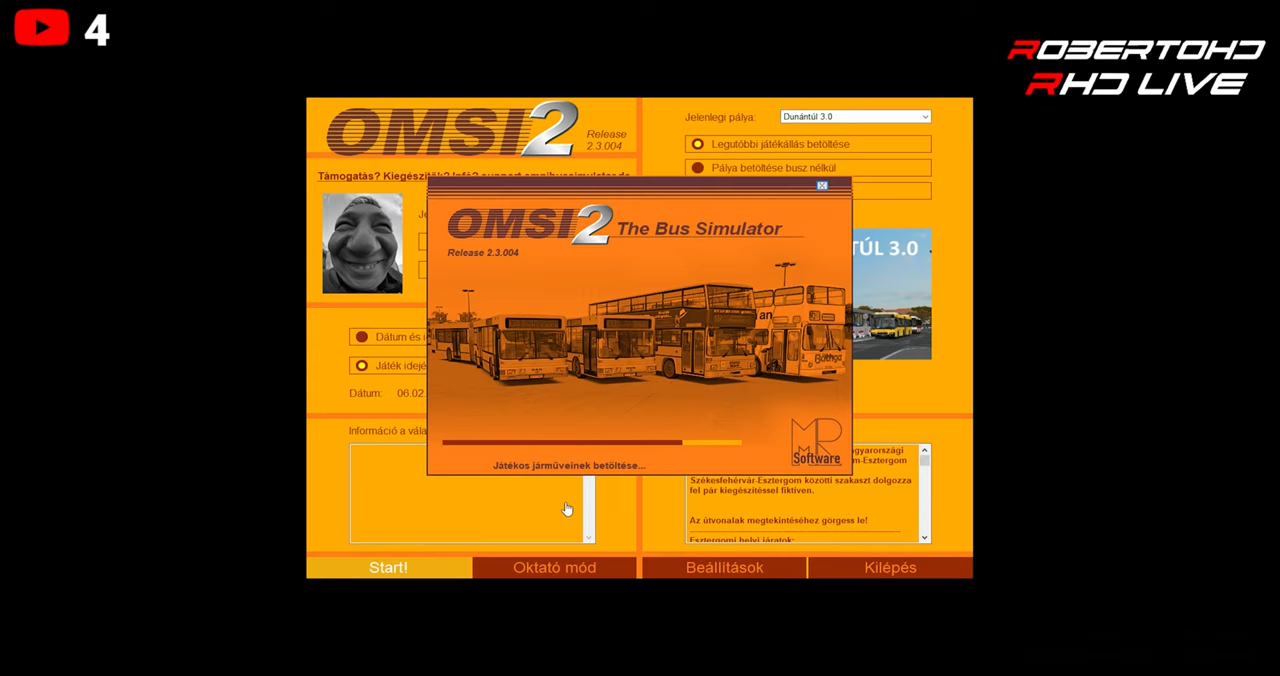 4
ROBERTOHD
RHD LIVE
OMSI 2
Release
2.3.004
Támogatás? Kiegészítők? Infó? support.omnibussimulator.de
Jelenlegi pálya:
Dunántúl 3.0
Legutóbbi játékállás betöltése
Pálya betöltése busz nélkül
OMSI 2 The Bus Simulator
Release 2.3.004
TÚL 3.0
Dátum és i
Játék idejé
Dátum: 06.02.
MR Software
Játékos járműveinek betöltése...
Információ a vála
gyarországi
m-Esztergom
Székesfehérvár-Esztergom közötti szakaszt dolgozza
fel pár kiegészítéssel fiktíven.
Az útvonalak megtekintéséhez görgess le!
Esztergomi helyi járatok:
Start!
Oktató mód
Beállítások
Kilépés